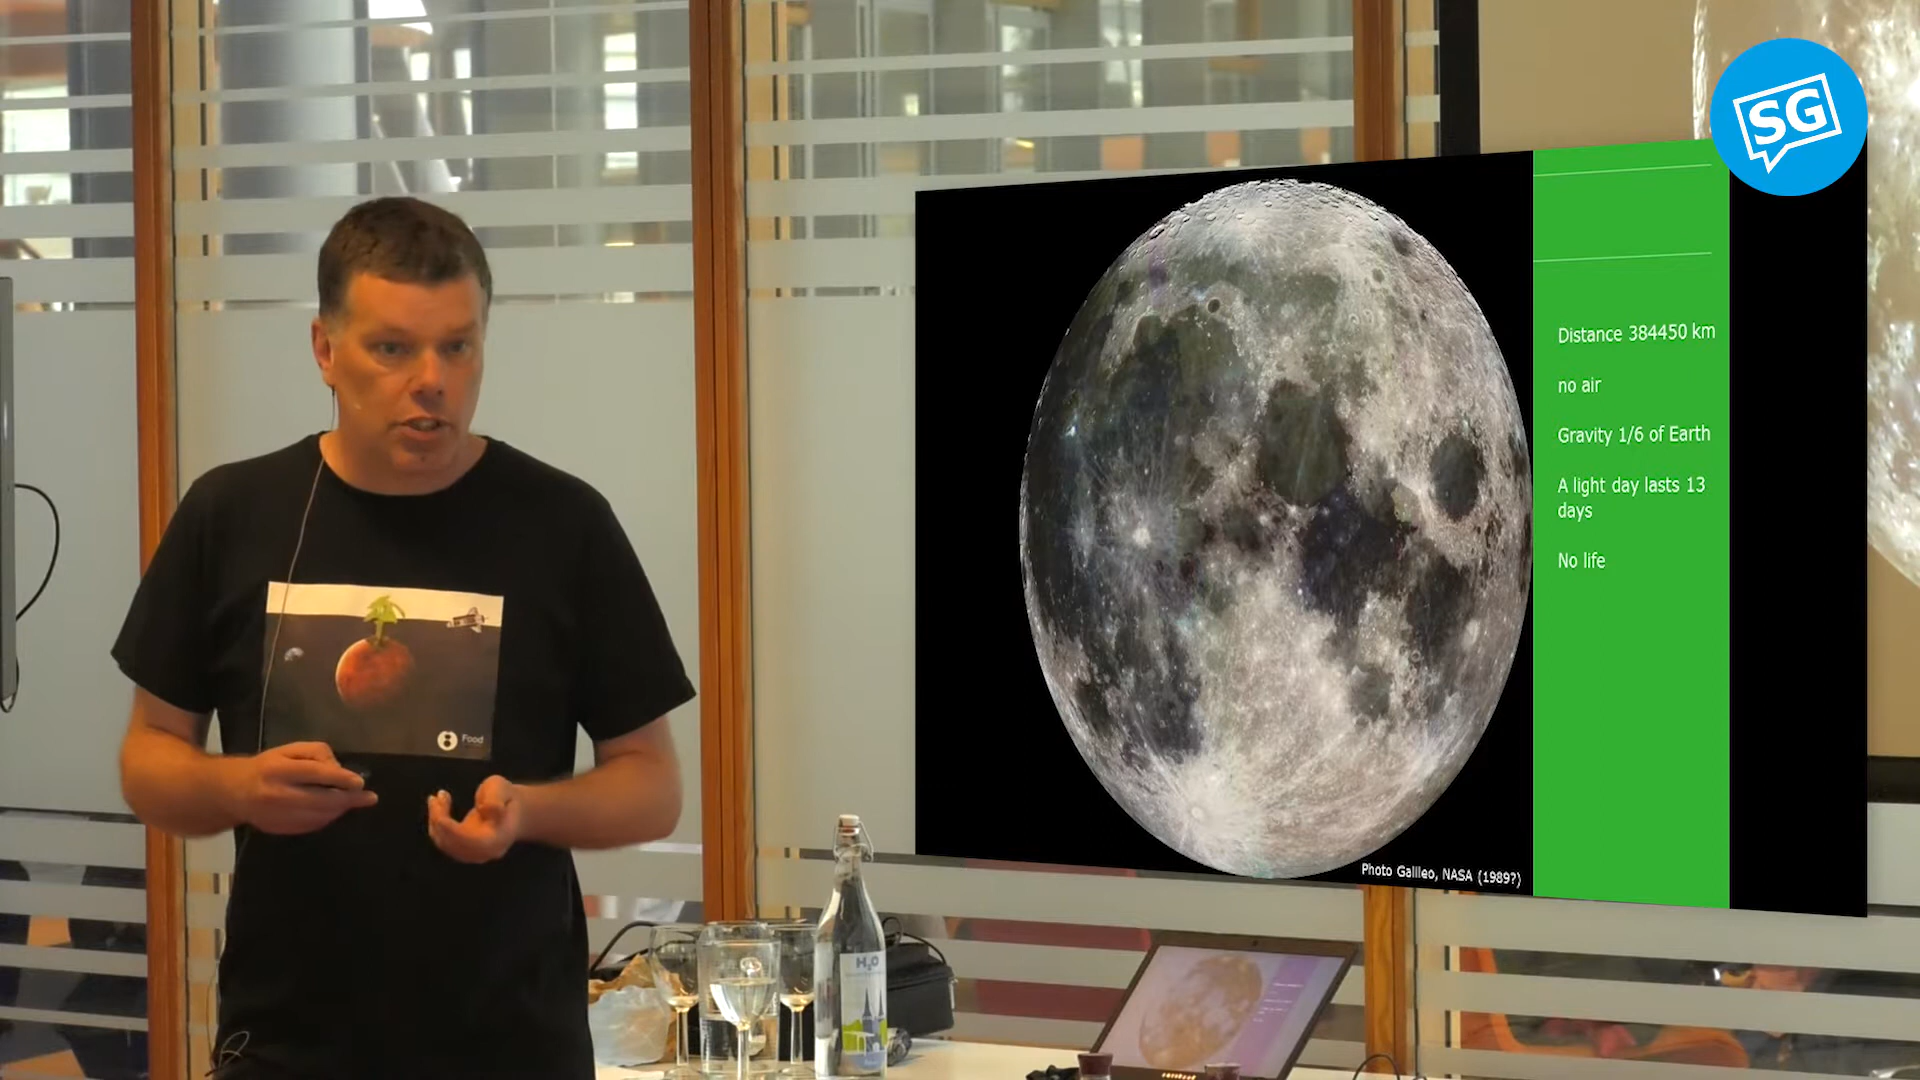 SG
Distance 384450 km
no air
Gravity 1/6 of Earth
A light day lasts 13
days
No life
Photo Galileo, NASA (1989?)
Food
H₂O